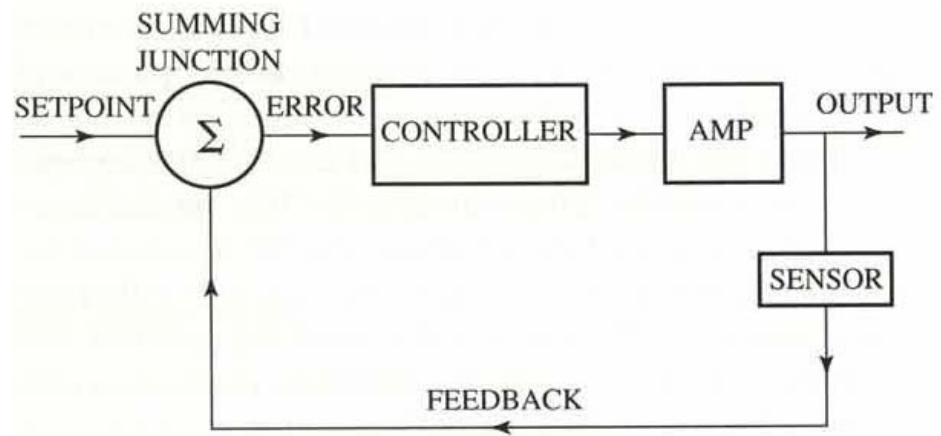 SUMMING
JUNCTION
SETPOINT
Σ
ERROR
CONTROLLER
AMP
OUTPUT
SENSOR
FEEDBACK